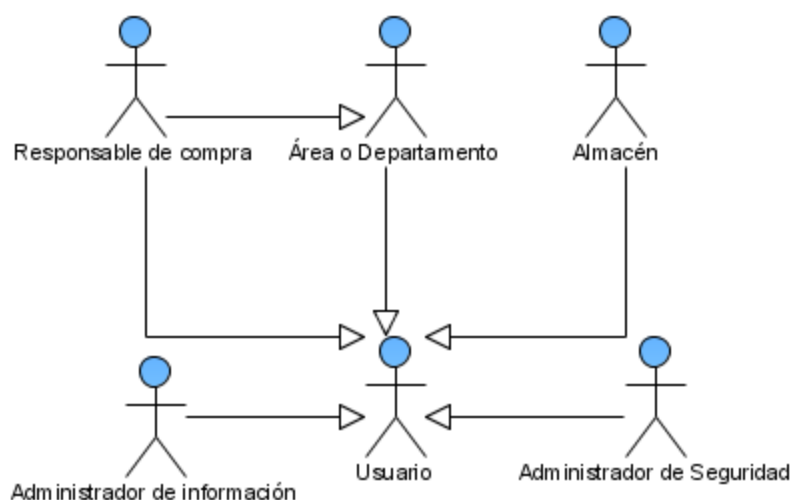 Responsable de compra
Área o Departamento
Almacén
Usuario
Administrador de Seguridad
Administrador de información